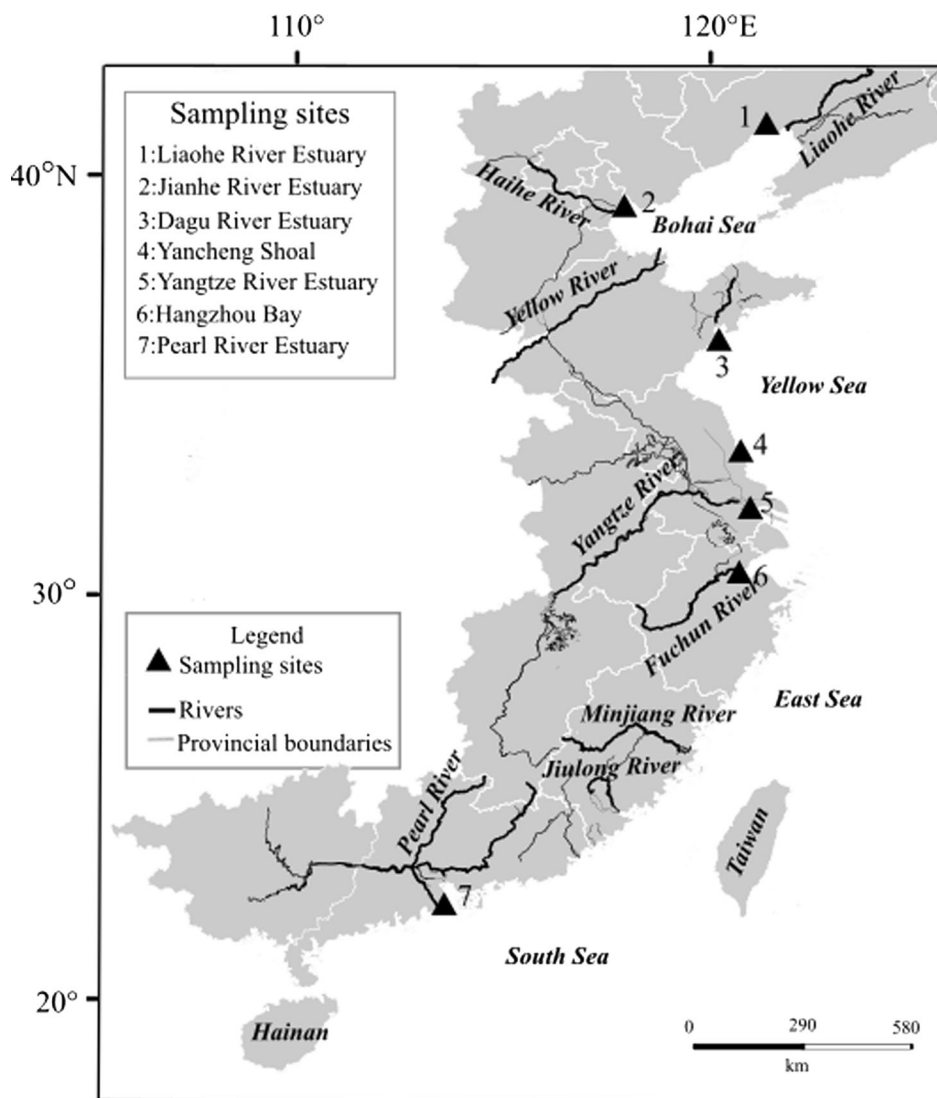 110°
120°E
Sampling sites
1:Liaohe River Estuary
2:Jianhe River Estuary
3:Dagu River Estuary
4:Yancheng Shoal
5:Yangtze River Estuary
6:Hangzhou Bay
7:Pearl River Estuary
1
Liaohe River
40°N
Haihe River
2
Bohai Sea
Yellow River
3
Yellow Sea
4
Yangtze River
5
30°
6
Fuchun River
Legend
Sampling sites
Rivers
Provincial boundaries
East Sea
Minjiang River
Jiulong River
Pearl River
Taiwan
7
South Sea
20°
Hainan
0 290 580
km